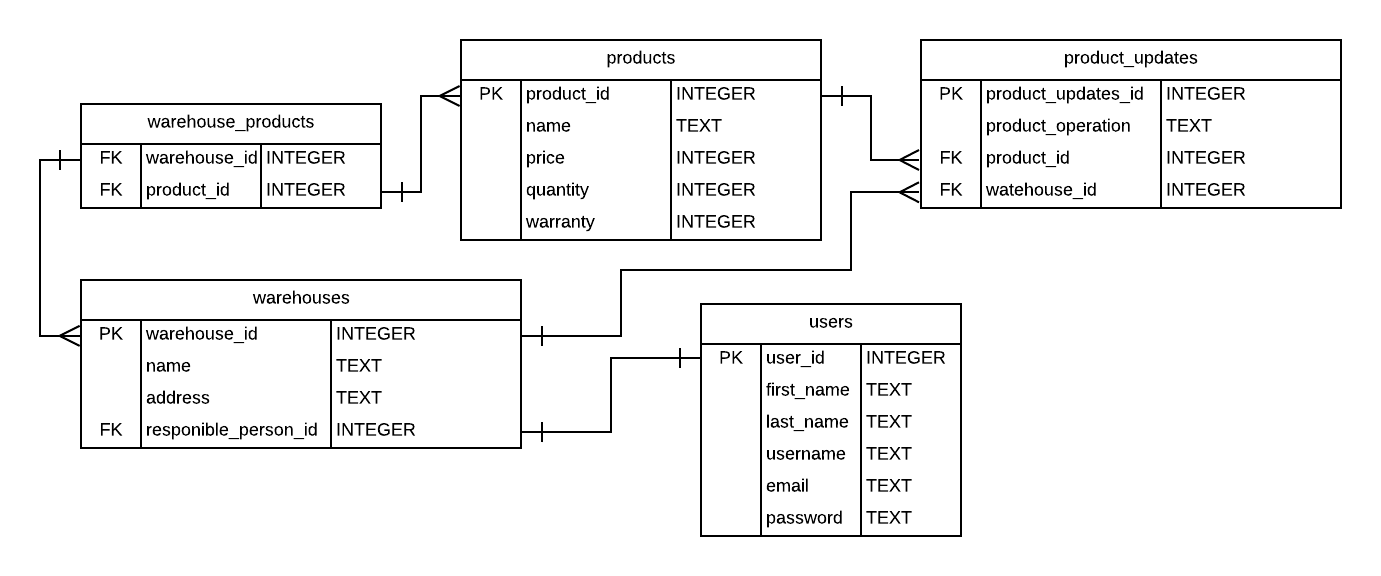 products
PK product_id INTEGER
name TEXT
price INTEGER
quantity INTEGER
warranty INTEGER
product_updates
PK product_updates_id INTEGER
product_operation TEXT
FK product_id INTEGER
FK watehouse_id INTEGER
warehouse_products
FK warehouse_id INTEGER
FK product_id INTEGER
warehouses
PK warehouse_id INTEGER
name TEXT
address TEXT
FK responible_person_id INTEGER
users
PK user_id INTEGER
first_name TEXT
last_name TEXT
username TEXT
email TEXT
password TEXT